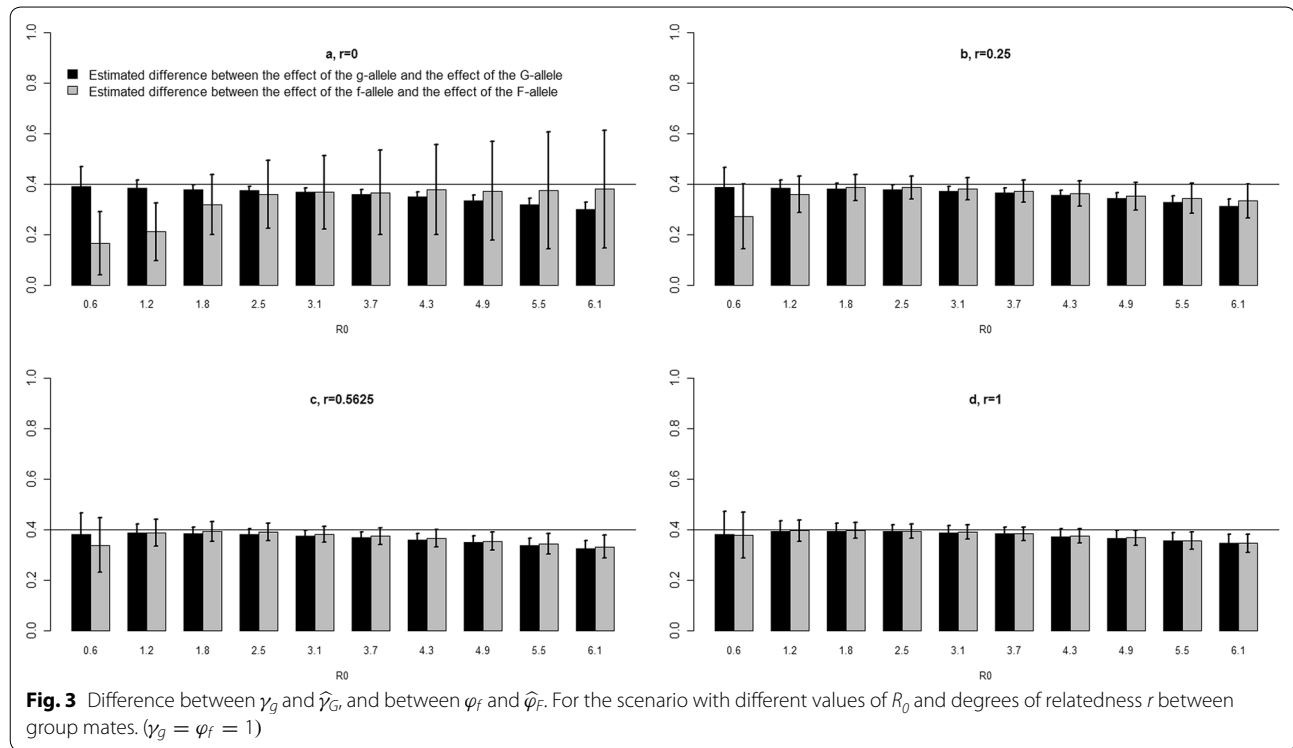 a, r=0
Estimated difference between the effect of the g-allele and the effect of the G-allele
Estimated difference between the effect of the f-allele and the effect of the F-allele
0.0 0.2 0.4 0.6 0.8 1.0
0.6 1.2 1.8 2.5 3.1 3.7 4.3 4.9 5.5 6.1
R0
b, r=0.25
0.0 0.2 0.4 0.6 0.8 1.0
0.6 1.2 1.8 2.5 3.1 3.7 4.3 4.9 5.5 6.1
R0
c, r=0.5625
0.0 0.2 0.4 0.6 0.8 1.0
0.6 1.2 1.8 2.5 3.1 3.7 4.3 4.9 5.5 6.1
R0
d, r=1
0.0 0.2 0.4 0.6 0.8 1.0
0.6 1.2 1.8 2.5 3.1 3.7 4.3 4.9 5.5 6.1
R0
Fig. 3 Difference between γg and γ̂G, and between φf and φ̂F. For the scenario with different values of R0 and degrees of relatedness r between
group mates. (γg = φf = 1)